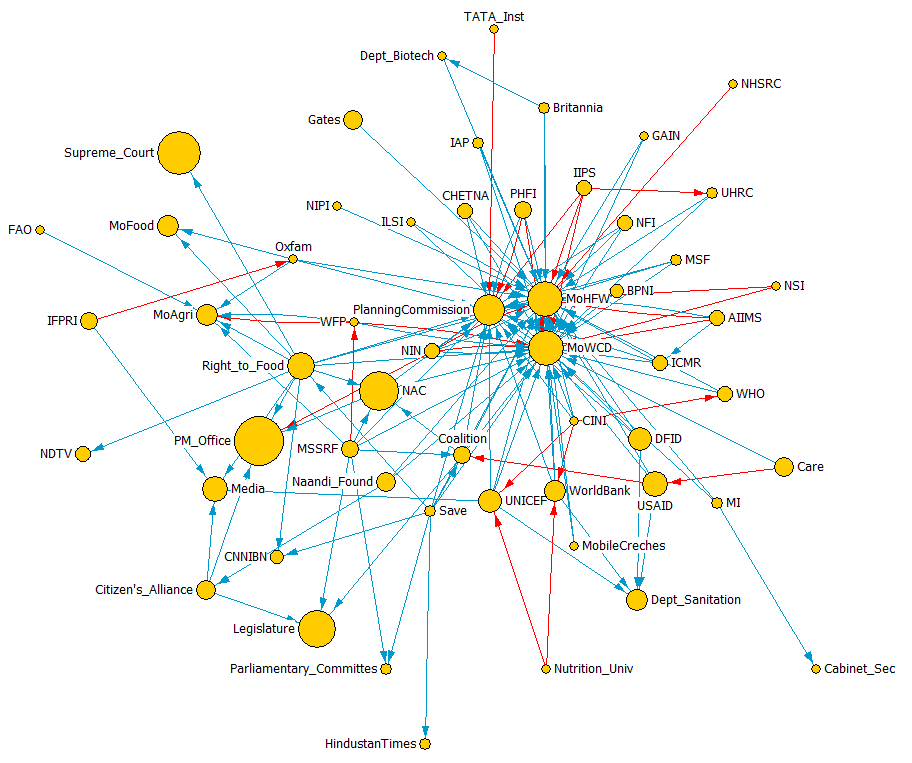 TATA_Inst
Dept_Biotech
NHSRC
Britannia
Gates
GAIN
IAP
Supreme_Court
IIPS
CHETNA
PHFI
UHRC
NIPI
ILSI
NFI
MoFood
FAO
Oxfam
MSF
NSI
BPNI
MoHFW
PlanningCommission
MoAgri
IFPRI
WFP
AIIMS
MoWCD
NIN
Right_to_Food
ICMR
NAC
WHO
CINI
PM_Office
Coalition
DFID
MSSRF
NDTV
Care
Naandi_Found
Media
WorldBank
UNICEF
USAID
MI
Save
MobileCreches
CNNIBN
Citizen's_Alliance
Dept_Sanitation
Legislature
Parliamentary_Committes
Nutrition_Univ
Cabinet_Sec
HindustanTimes